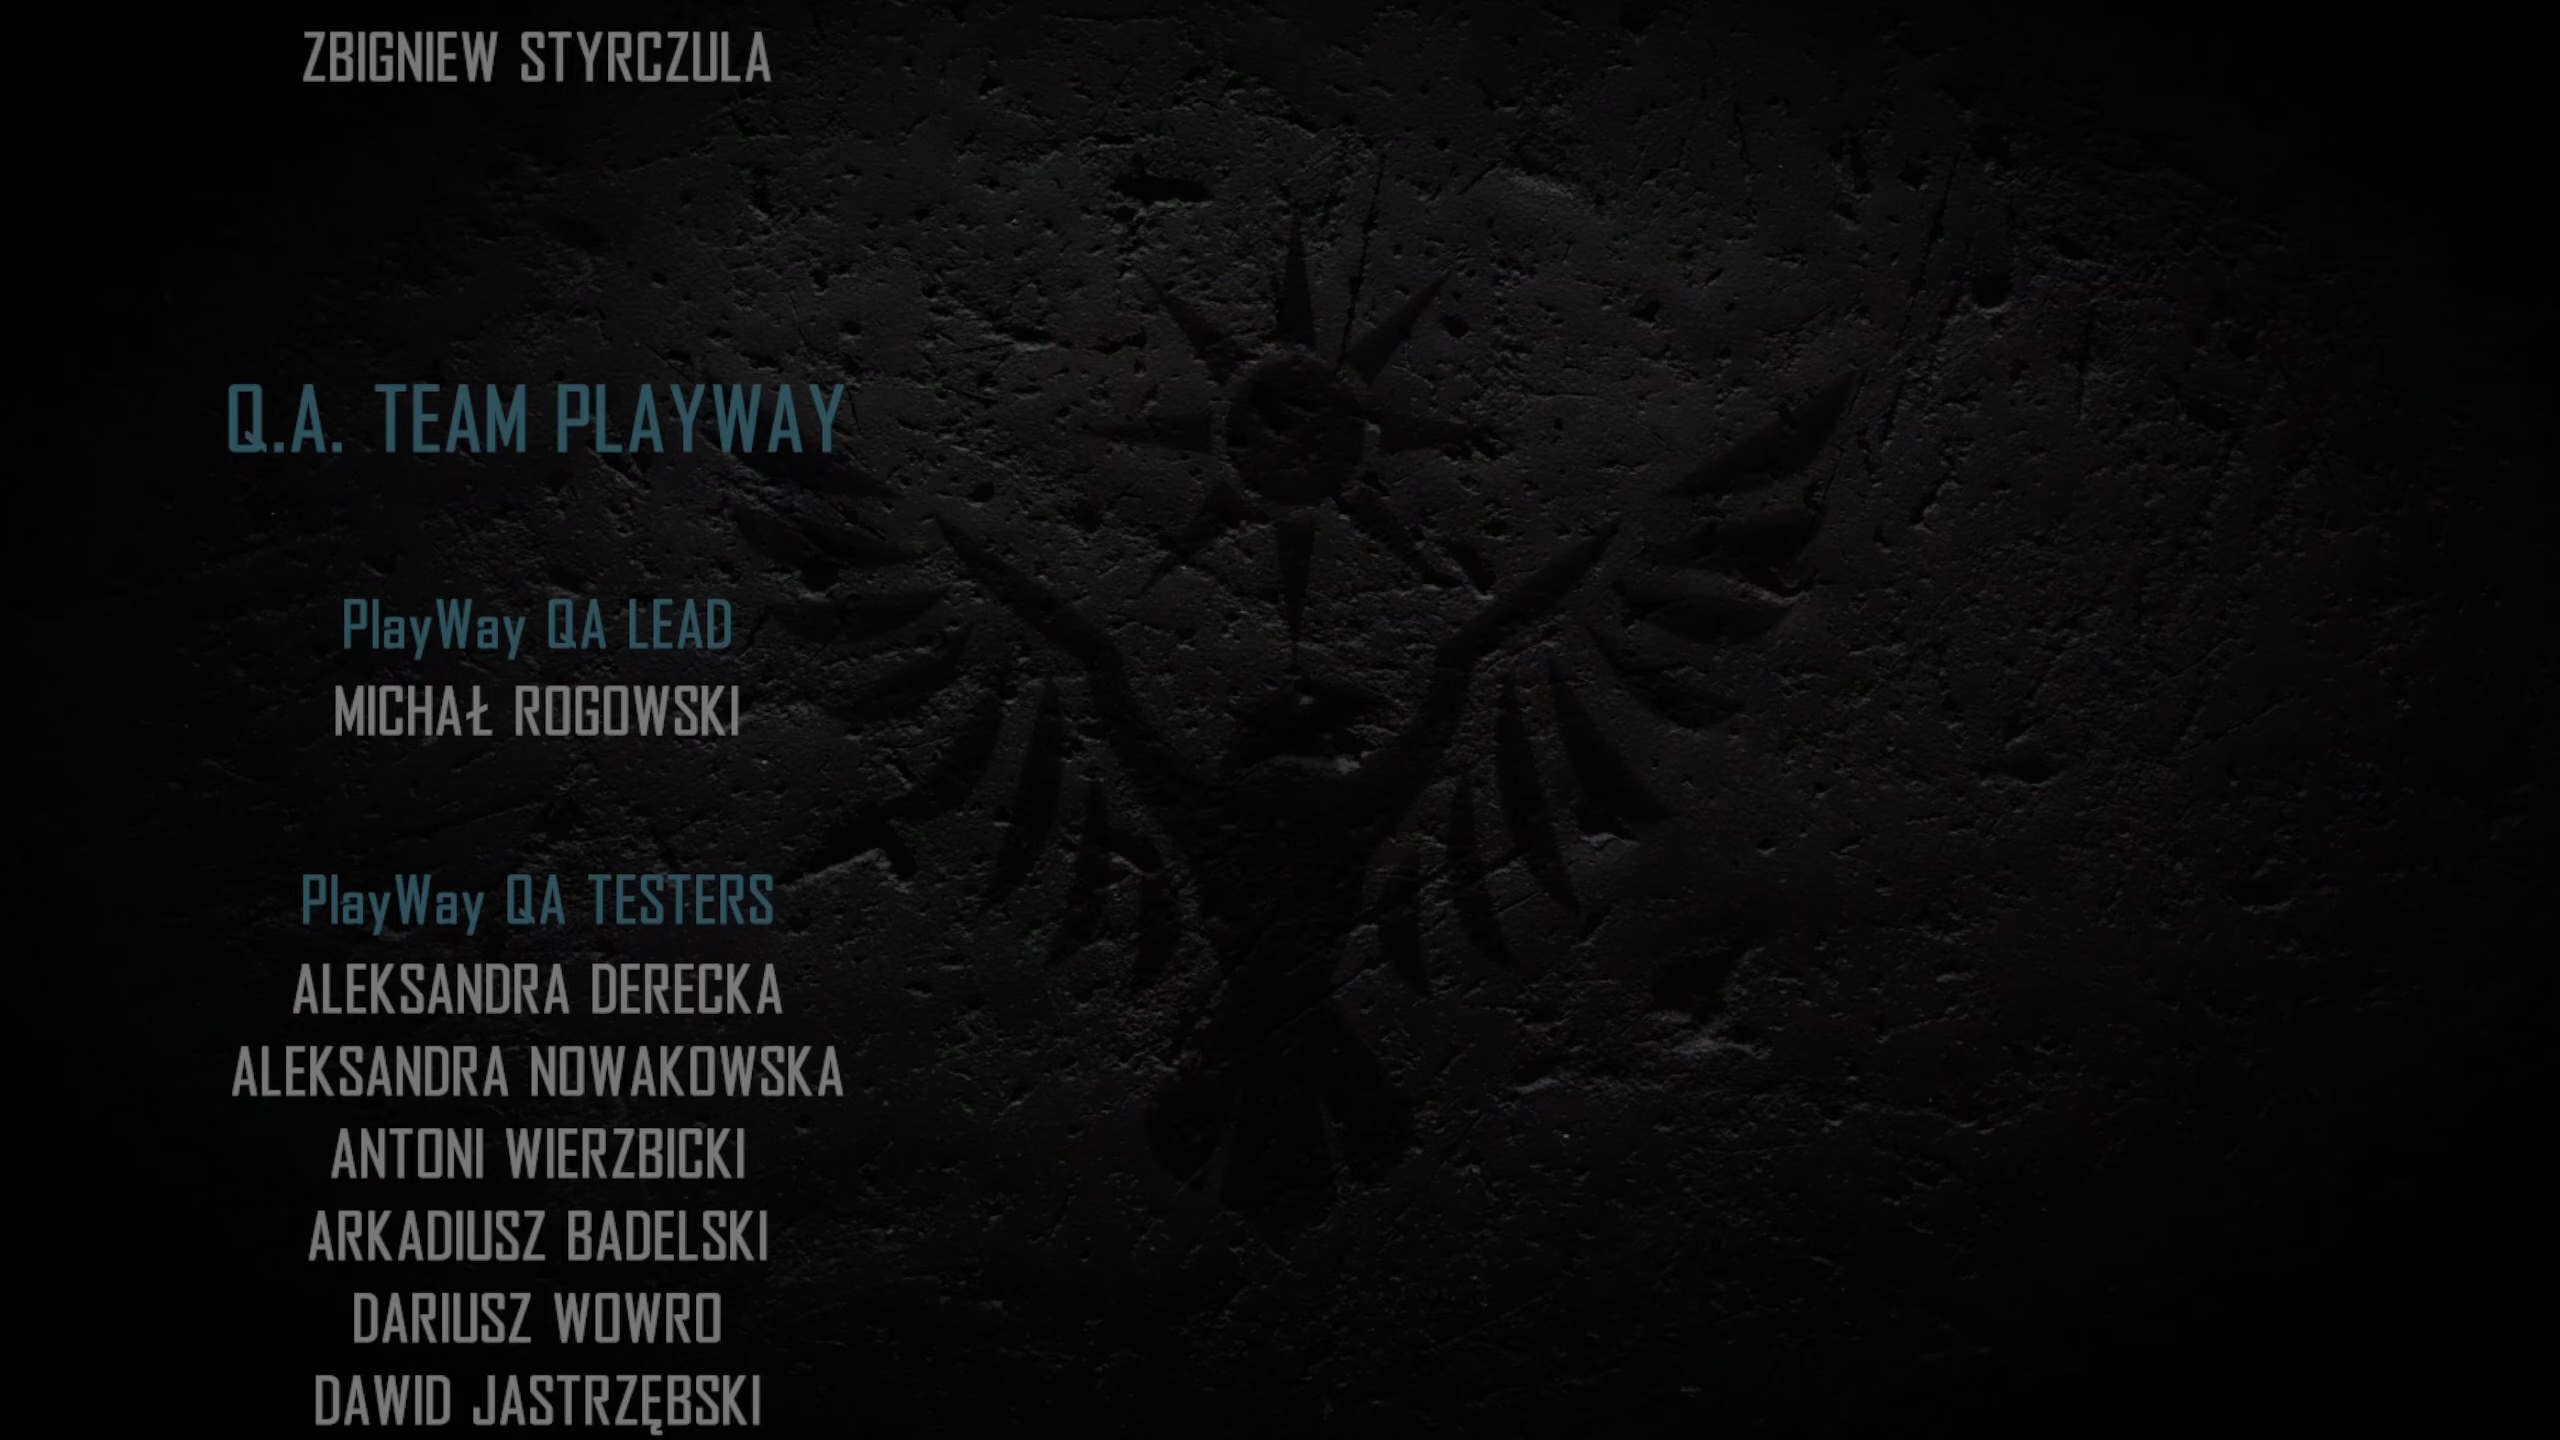 ZBIGNIEW STYRCZULA
Q.A. TEAM PLAYWAY
PlayWay QA LEAD
MICHAŁ ROGOWSKI
PlayWay QA TESTERS
ALEKSANDRA DERECKA
ALEKSANDRA NOWAKOWSKA
ANTONI WIERZBICKI
ARKADIUSZ BADELSKI
DARIUSZ WOWRO
DAWID JASTRZĘBSKI